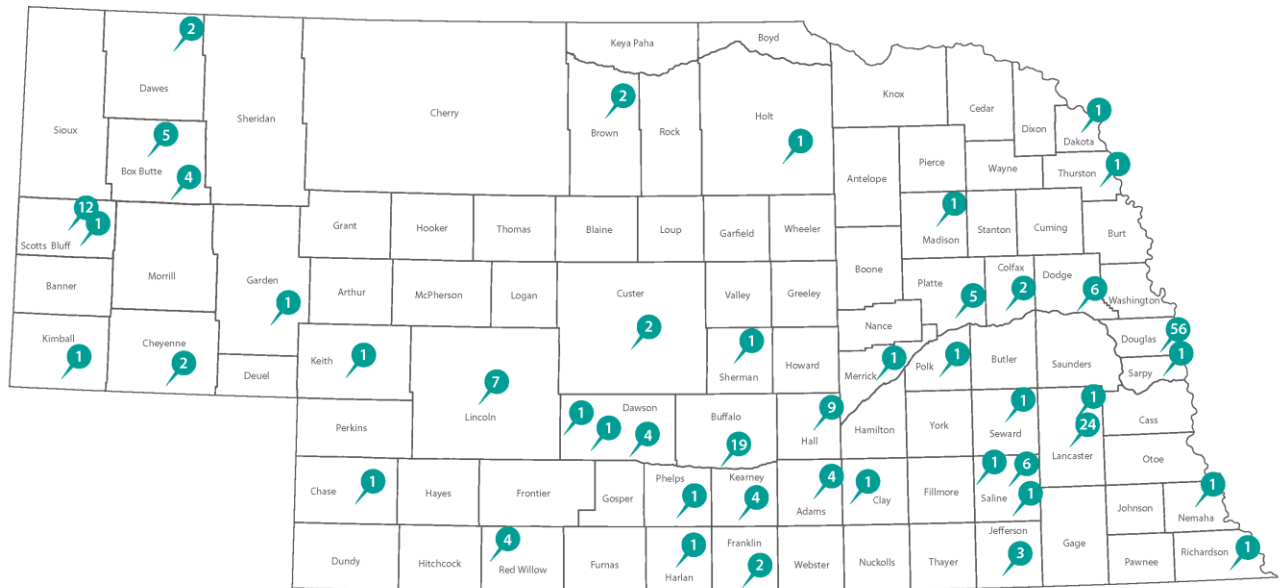 2
Dawes
Sioux
Sheridan
5
Box Butte
4
Cherry
Keya Paha
Boyd
2
Brown
Rock
Holt
1
Knox
Cedar
Dixon
1
Dakota
Antelope
Pierce
Wayne
Thurston
1
12
1
Scotts Bluff
Banner
Morrill
Garden
1
Kimball
1
Cheyenne
2
Deuel
Grant
Hooker
Thomas
Blaine
Loup
Garfield
Wheeler
1
Madison
Stanton
Cuming
Burt
Arthur
McPherson
Logan
Custer
2
Valley
Greeley
Boone
Platte
5
Colfax
2
Dodge
6
Washington
Keith
1
Lincoln
7
1
Sherman
Howard
Nance
Merrick
1
Polk
1
Butler
Saunders
Douglas
56
Sarpy
1
Perkins
1
1
Dawson
4
Buffalo
19
9
Hall
Hamilton
York
1
Seward
1
24
Lancaster
Cass
Otoe
Chase
1
Hayes
Frontier
Gosper
Phelps
1
Kearney
4
4
Adams
1
Clay
Fillmore
1
6
Saline
1
Johnson
1
Nemaha
Dundy
Hitchcock
4
Red Willow
Furnas
1
Harlan
Franklin
2
Webster
Nuckolls
Thayer
Jefferson
3
Gage
Pawnee
Richardson
1